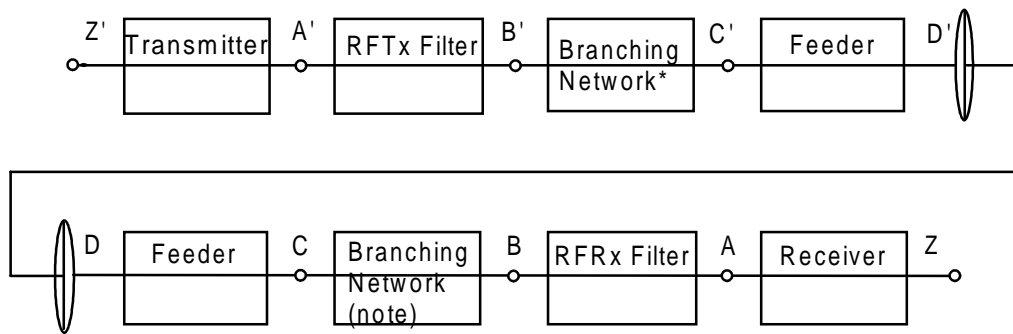 Z' Transmitter A' RFTx Filter B' Branching Network* C' Feeder D'
D Feeder C Branching Network (note) B RFRx Filter A Receiver Z